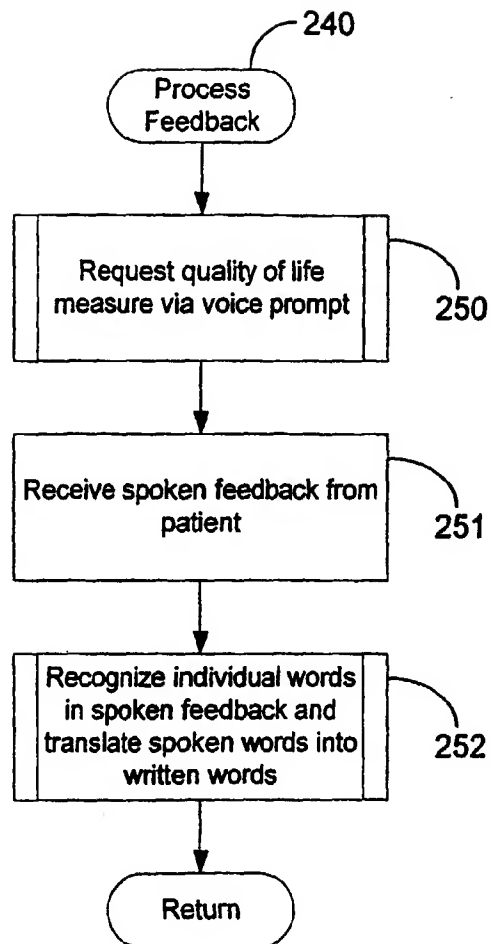 240
Process
Feedback
Request quality of life
measure via voice prompt
250
Receive spoken feedback from
patient
251
Recognize individual words
in spoken feedback and
translate spoken words into
written words
252
Return